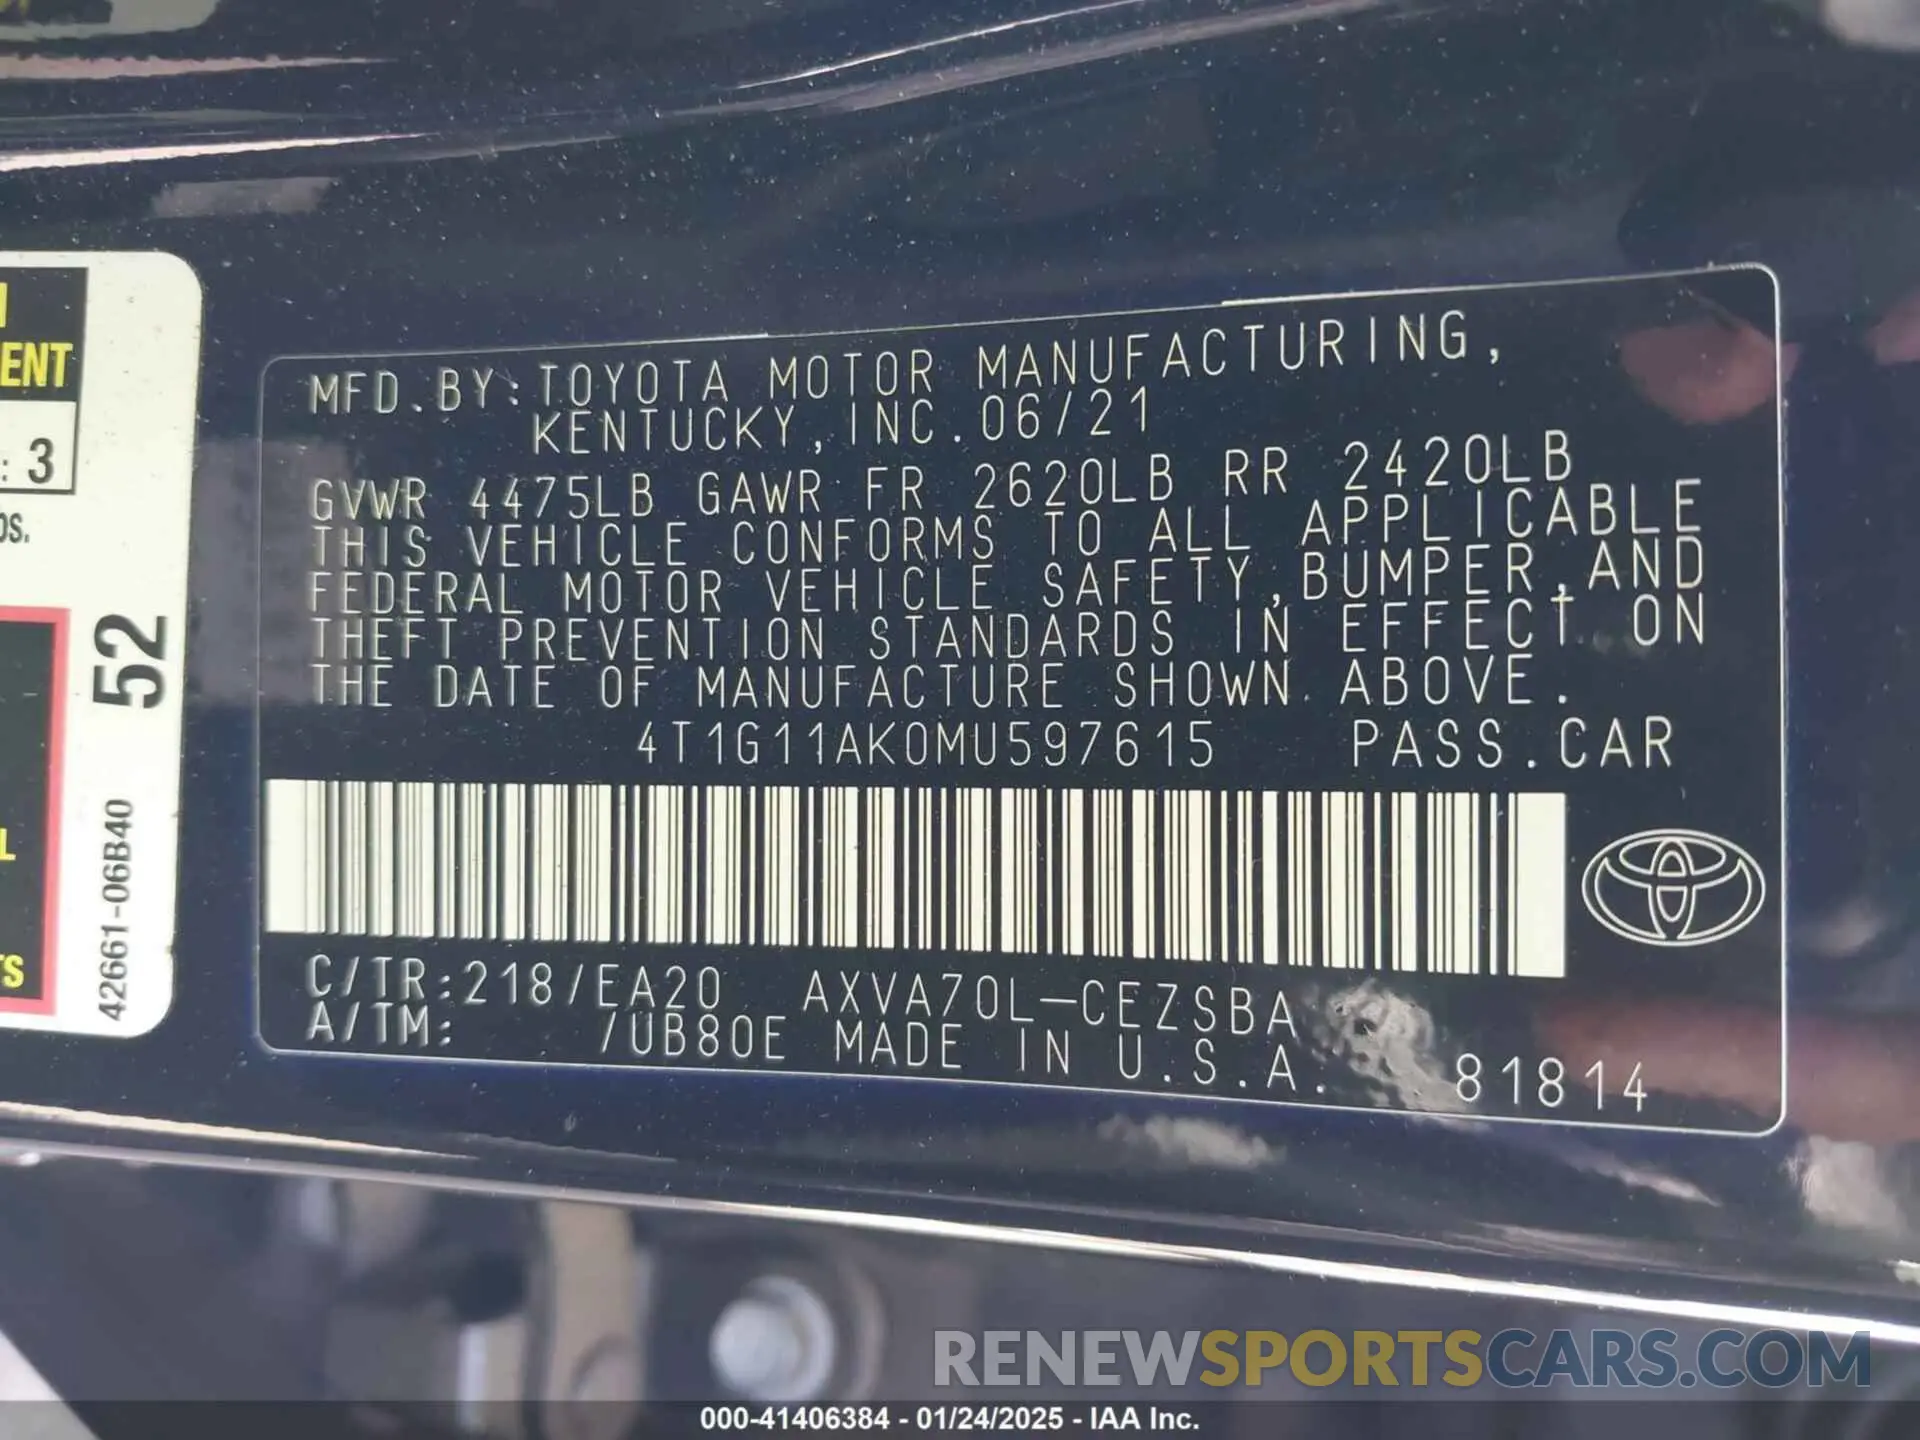 MFD.BY:TOYOTA MOTOR MANUFACTURING,
KENTUCKY,INC.06/21
GVWR 4475LB GAWR FR 2620LB RR 2420LB
THIS VEHICLE CONFORMS TO ALL APPLICABLE
FEDERAL MOTOR VEHICLE SAFETY,BUMPER,AND
THEFT PREVENTION STANDARDS IN EFFECT ON
THE DATE OF MANUFACTURE SHOWN ABOVE.
4T1G11AK0MU597615 PASS.CAR
C/TR:218/EA20 AXVA70L-CEZSBA
A/TM: /UB80E MADE IN U.S.A. 81814
ENT
: 3
52
42661-06B40
RENEWSPORTSCARS.COM
000-41406384 - 01/24/2025 - IAA Inc.